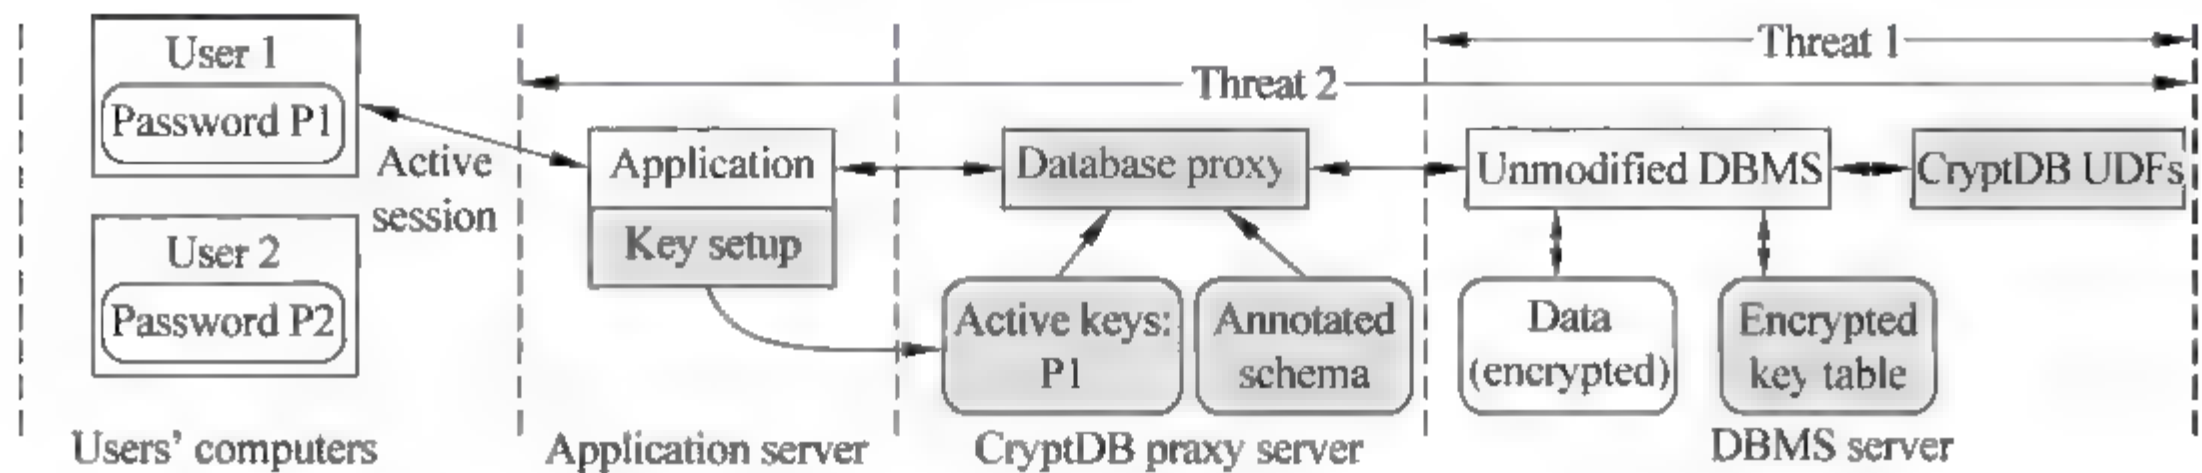 User 1
Password P1
User 2
Password P2
Active
session
Users' computers
Application
Key setup
Application server
Threat 2
Threat 1
Database proxy
Active keys:
P1
Annotated
schema
CryptDB praxy server
Unmodified DBMS
CryptDB UDFs
Data
(encrypted)
Encrypted
key table
DBMS server